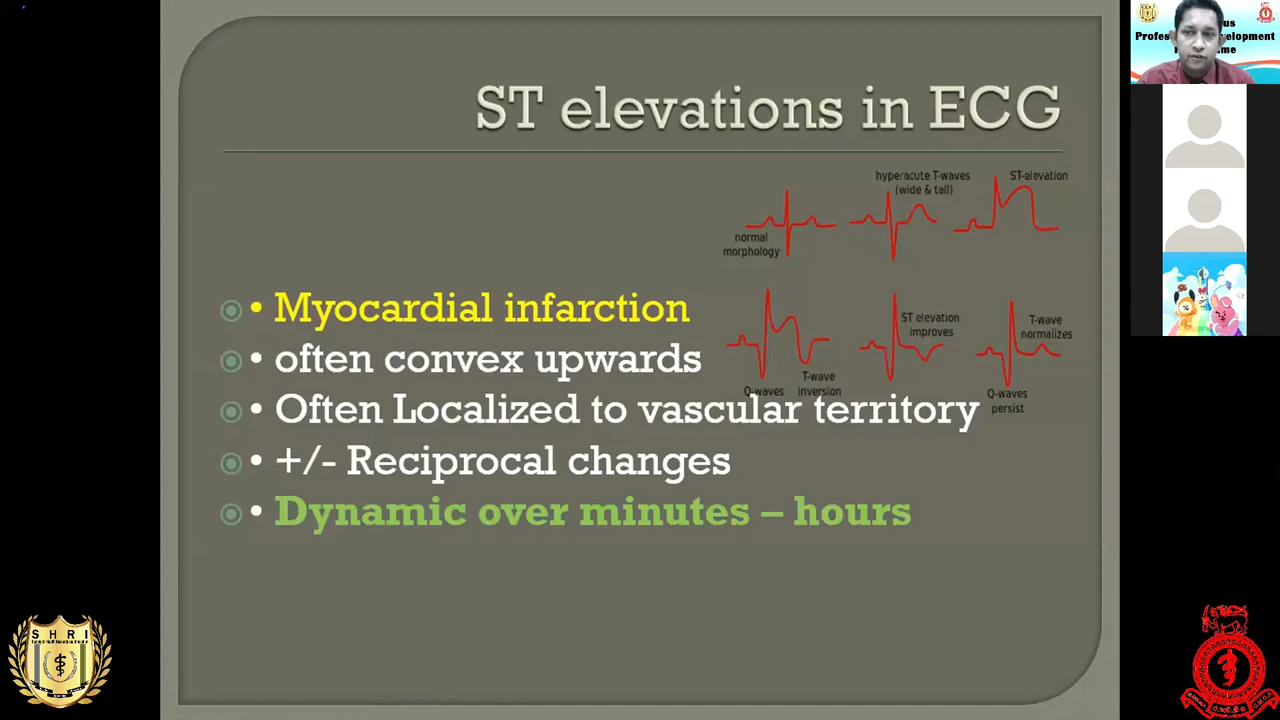 ST elevations in ECG
normal
morphology
hyperacute T-waves
(wide & tall)
ST-elevation
Q-waves
T-wave
inversion
ST elevation
improves
T-wave
normalizes
Q-waves
persist
• Myocardial infarction
• often convex upwards
• Often Localized to vascular territory
• +/- Reciprocal changes
• Dynamic over minutes – hours
S H R I